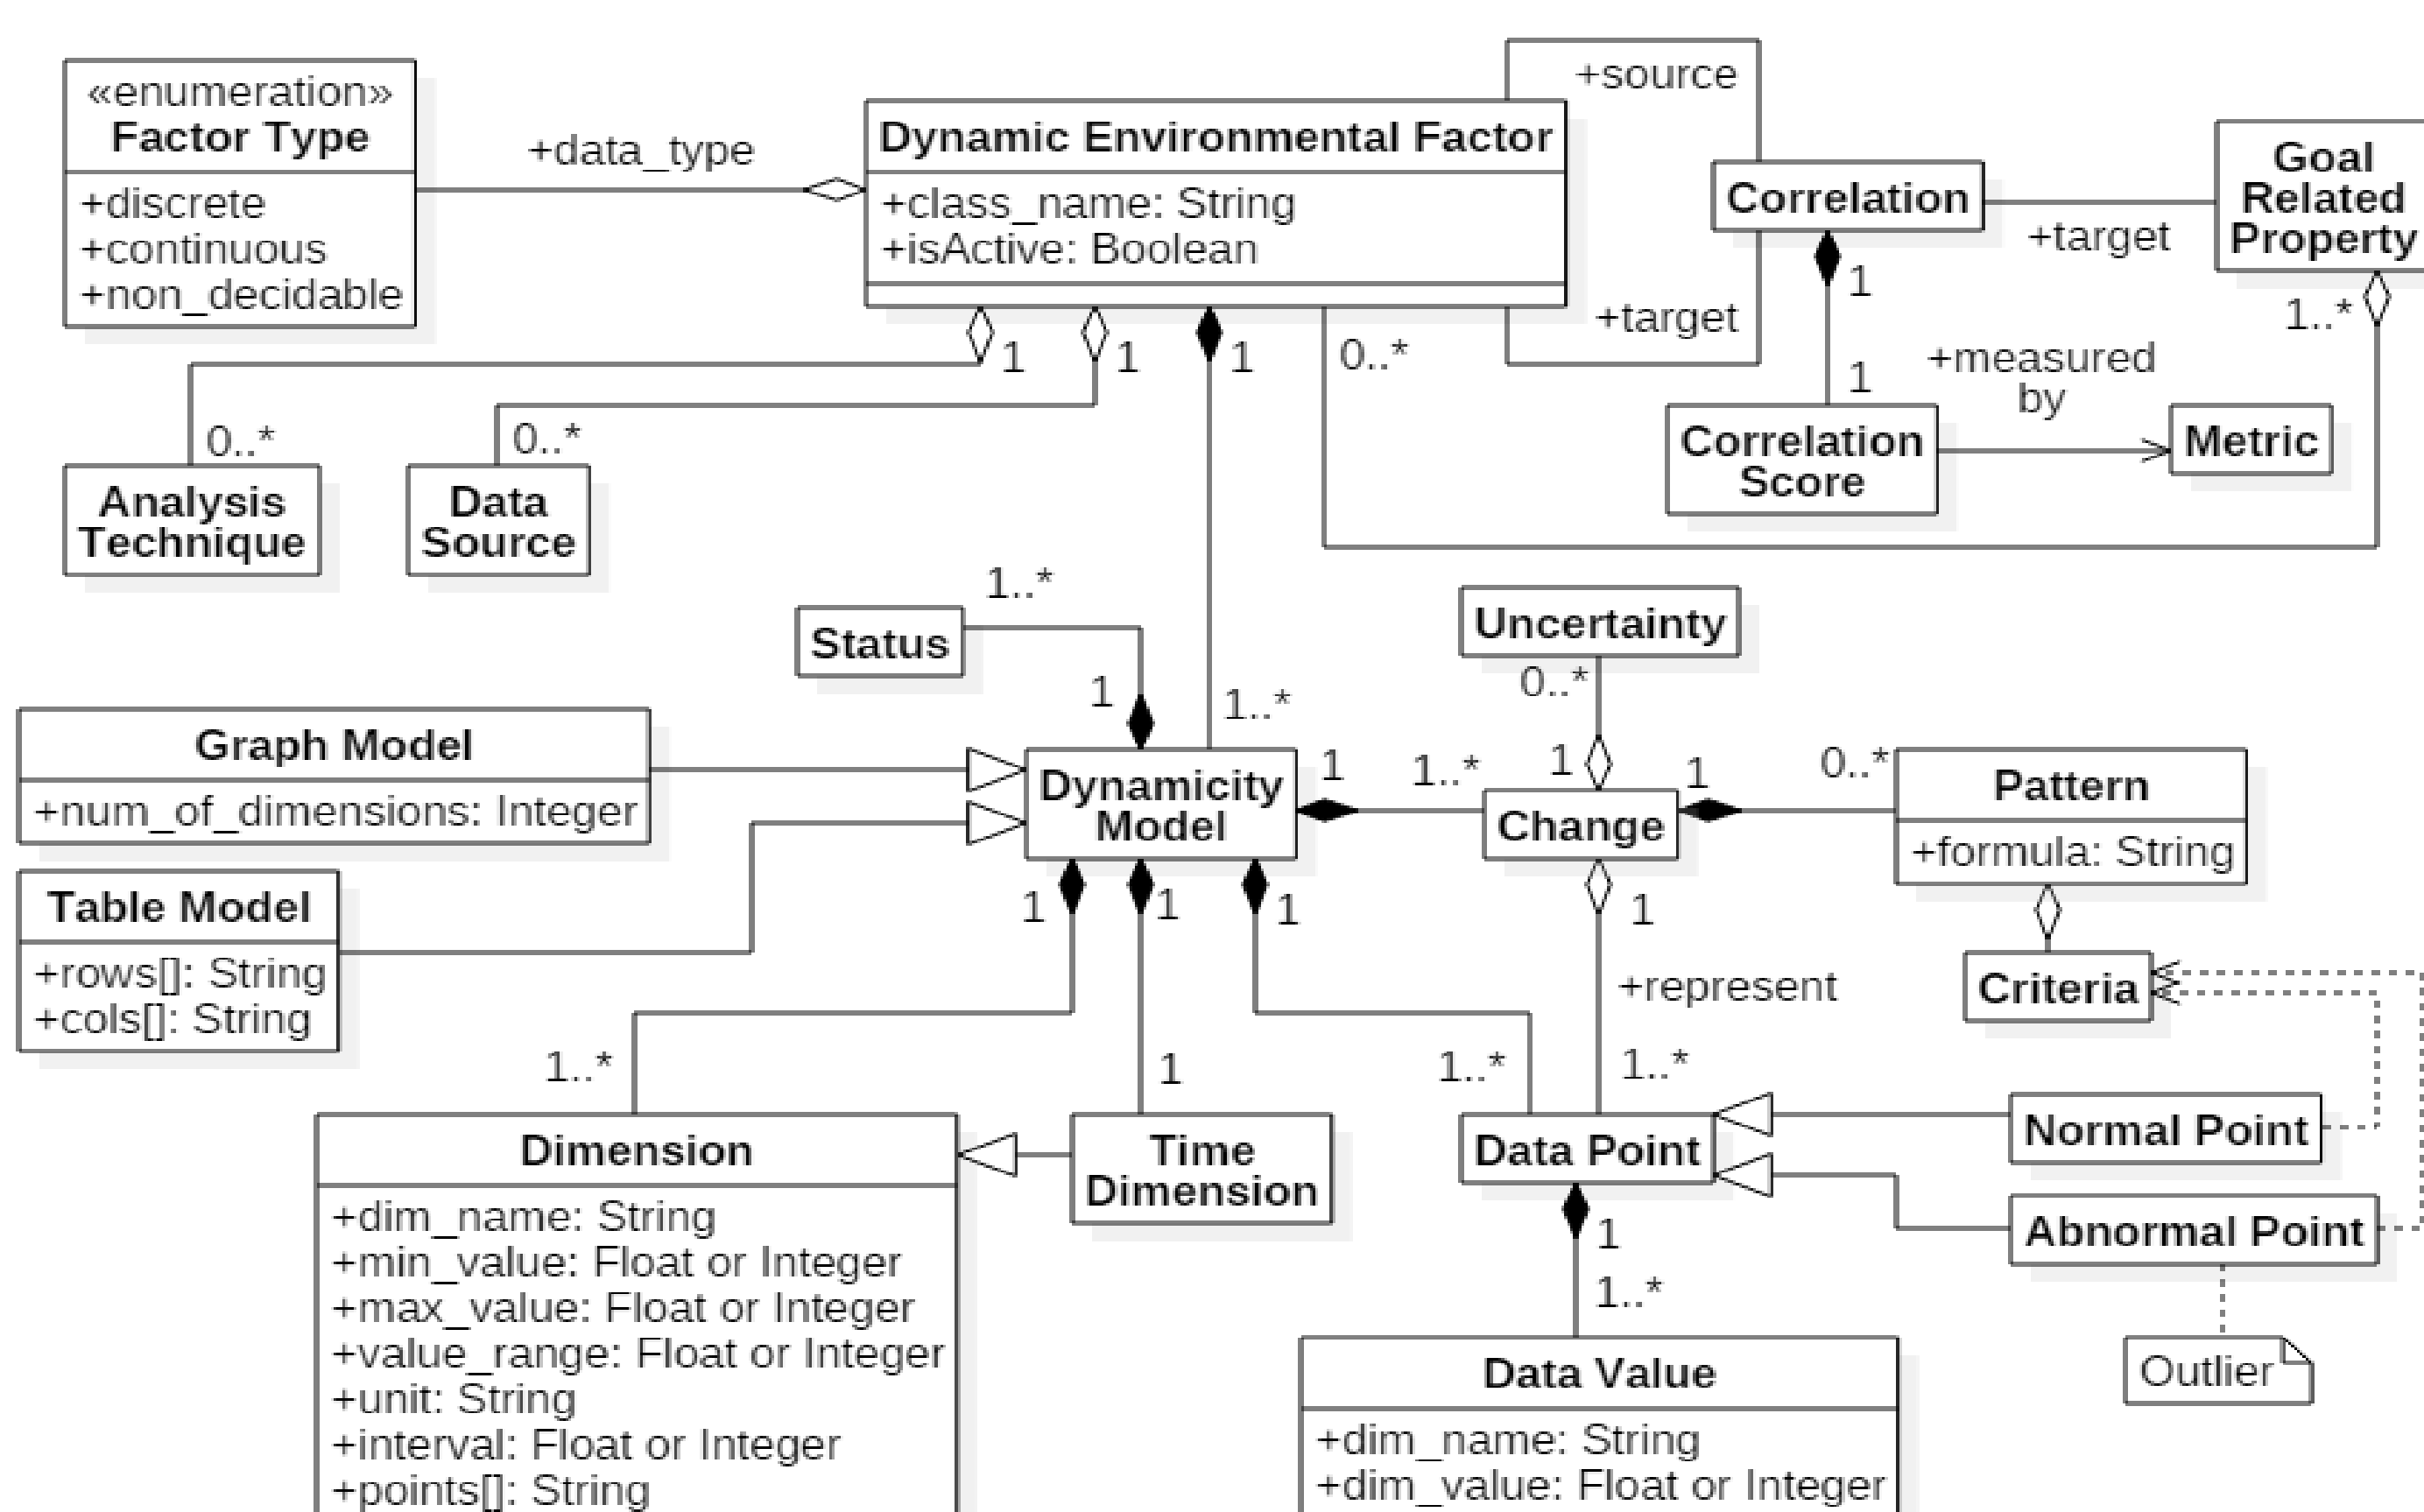 «enumeration»
Factor Type
+discrete
+continuous
+non_decidable
+data_type
Dynamic Environmental Factor
+class_name: String
+isActive: Boolean
+source
+target
Correlation
+target
Goal
Related
Property
1..*
1
1
Correlation
Score
+measured
by
Metric
1
1
1
0..*
0..*
Analysis
Technique
0..*
Data
Source
Status
1..*
1
1..*
Graph Model
+num_of_dimensions: Integer
Table Model
+rows[]: String
+cols[]: String
Dynamicity
Model
1
1..*
Uncertainty
0..*
1
Change
1
0..*
Pattern
+formula: String
Criteria
1
1
1
1
+represent
1..*
1
1..*
1..*
Dimension
+dim_name: String
+min_value: Float or Integer
+max_value: Float or Integer
+value_range: Float or Integer
+unit: String
+interval: Float or Integer
+points[]: String
Time
Dimension
Data Point
Normal Point
Abnormal Point
1
1..*
Outlier
Data Value
+dim_name: String
+dim_value: Float or Integer